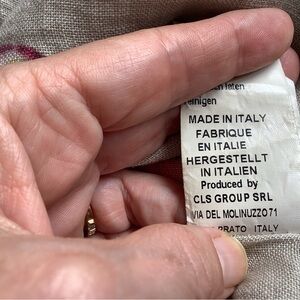 reinigen
MADE IN ITALY
FABRIQUE
EN ITALIE
HERGESTELLT
IN ITALIEN
Produced by
CLS GROUP SRL
VIA DEL MOLINUZZO 71
PRATO ITALY